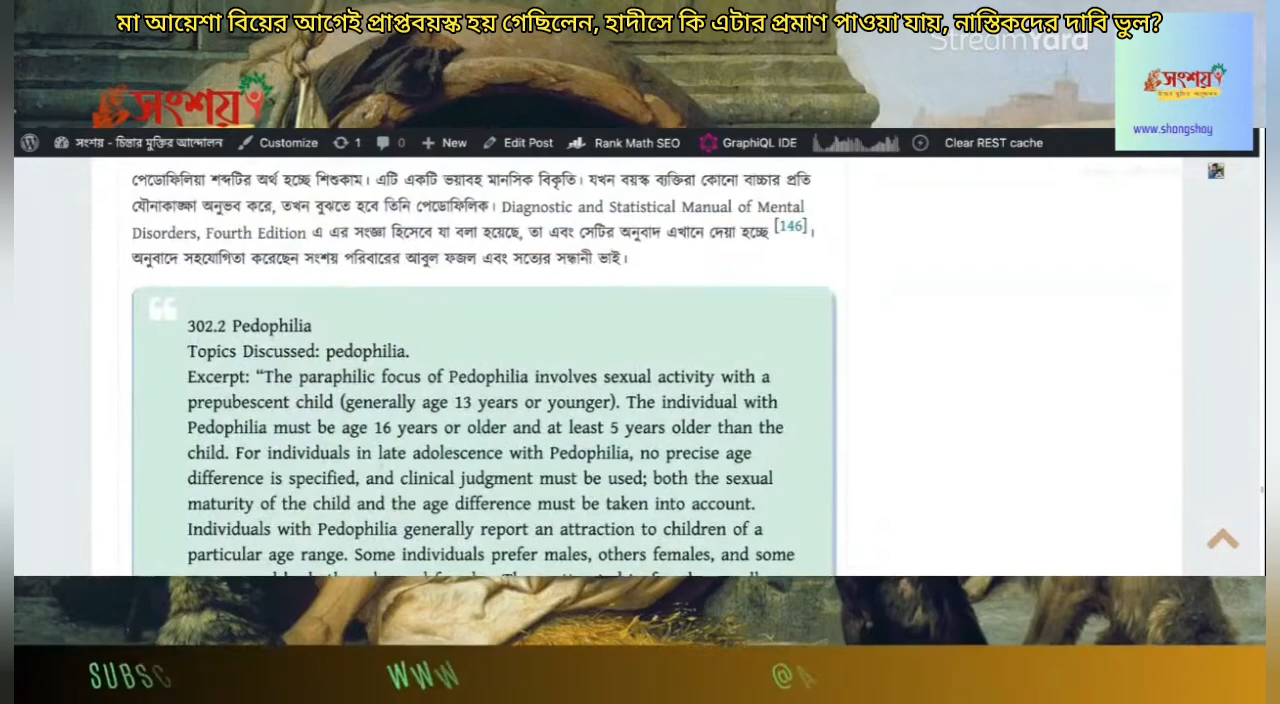 মা আয়েশা বিয়ের আগেই প্রাপ্তবয়স্ক হয় গেছিলেন, হাদীসে কি এটার প্রমাণ পাওয়া যায়, নাস্তিকদের দাবি ভুল?
StreamYard
সংশয়
সংশয়
www.shongshoy
সংশয় - চিন্তার মুক্তির আন্দোলন Customize 1 0 New Edit Post Rank Math SEO GraphiQL IDE Clear REST cache
পেডোফিলিয়া শব্দটির অর্থ হচ্ছে শিশুকাম। এটি একটি ভয়াবহ মানসিক বিকৃতি। যখন বয়স্ক ব্যক্তিরা কোনো বাচ্চার প্রতি
যৌনাকাঙ্ক্ষা অনুভব করে, তখন বুঝতে হবে তিনি পেডোফিলিক। Diagnostic and Statistical Manual of Mental
Disorders, Fourth Edition এ এর সংজ্ঞা হিসেবে যা বলা হয়েছে, তা এবং সেটির অনুবাদ এখানে দেয়া হচ্ছে [146]।
অনুবাদে সহযোগিতা করেছেন সংশয় পরিবারের আবুল ফজল এবং সত্যের সন্ধানী ভাই।
302.2 Pedophilia
Topics Discussed: pedophilia.
Excerpt: “The paraphilic focus of Pedophilia involves sexual activity with a
prepubescent child (generally age 13 years or younger). The individual with
Pedophilia must be age 16 years or older and at least 5 years older than the
child. For individuals in late adolescence with Pedophilia, no precise age
difference is specified, and clinical judgment must be used; both the sexual
maturity of the child and the age difference must be taken into account.
Individuals with Pedophilia generally report an attraction to children of a
particular age range. Some individuals prefer males, others females, and some
SUBSC WWW @A